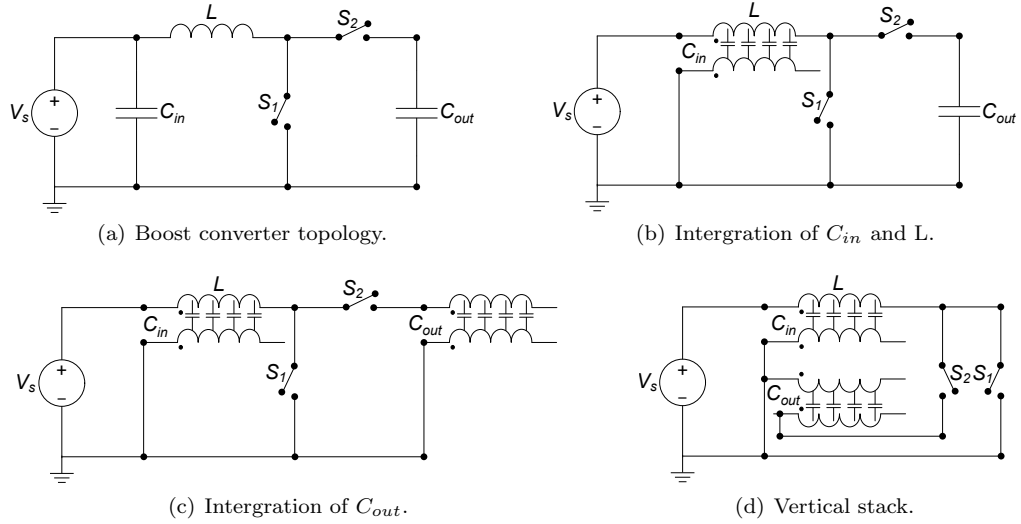 L
S2
Vs
+
−
Cin
S1
Cout
(a) Boost converter topology.
L
S2
Cin
Vs
+
−
S1
Cout
(b) Intergration of Cin and L.
L
S2
Cin
Cout
Vs
+
−
S1
(c) Intergration of Cout.
L
Cin
Vs
+
−
Cout
S2 S1
(d) Vertical stack.